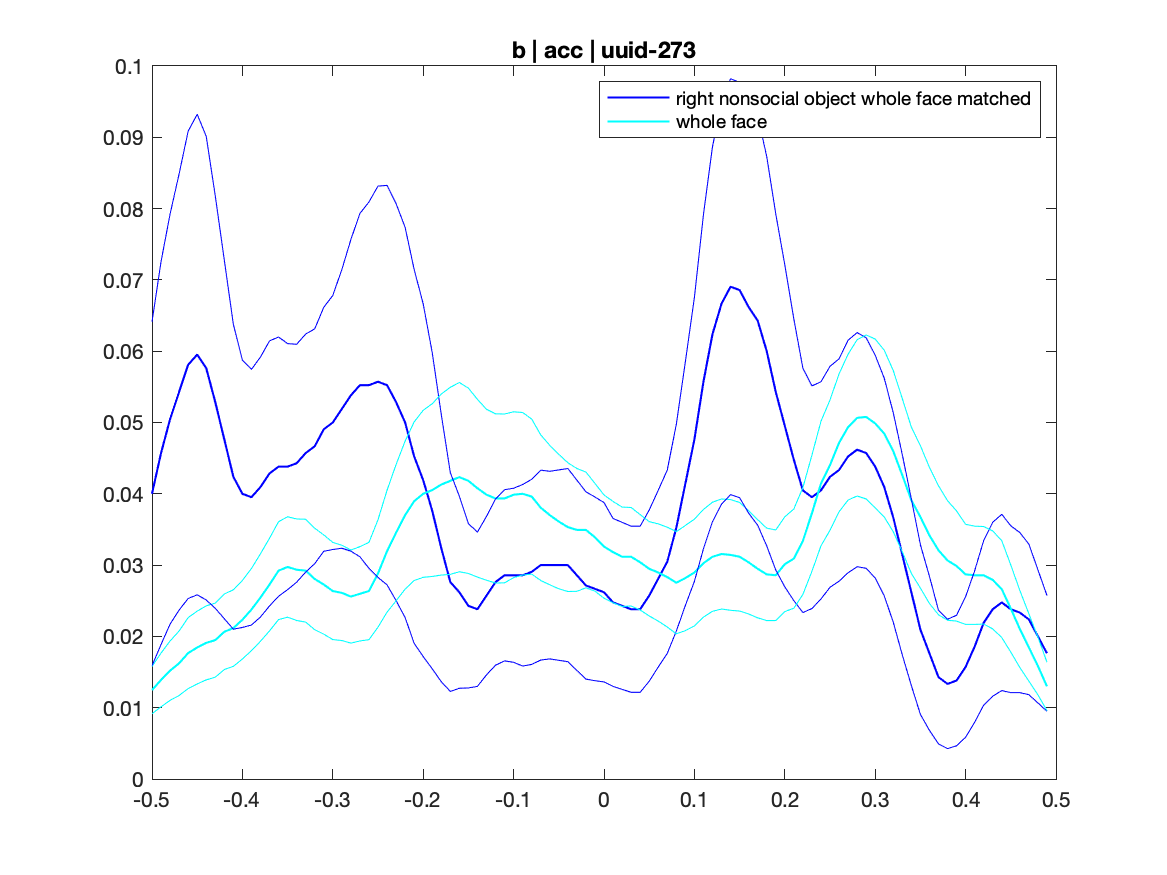 b | acc | uuid-273
right nonsocial object whole face matched
whole face
0.1
0.09
0.08
0.07
0.06
0.05
0.04
0.03
0.02
0.01
0
-0.5 -0.4 -0.3 -0.2 -0.1 0 0.1 0.2 0.3 0.4 0.5